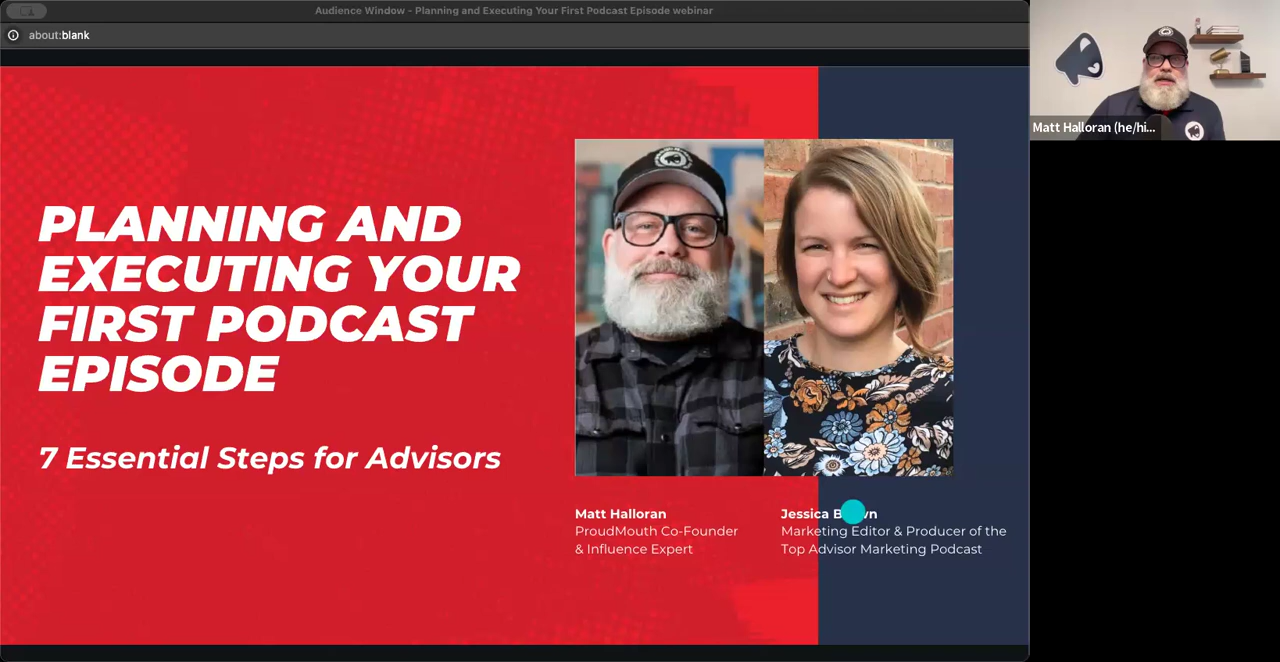 Audience Window - Planning and Executing Your First Podcast Episode webinar
about:blank
PLANNING AND
EXECUTING YOUR
FIRST PODCAST
EPISODE
7 Essential Steps for Advisors
Matt Halloran
ProudMouth Co-Founder
& Influence Expert
Jessica
Marketing Editor & Producer of the
Top Advisor Marketing Podcast
Matt Halloran (he/hi...